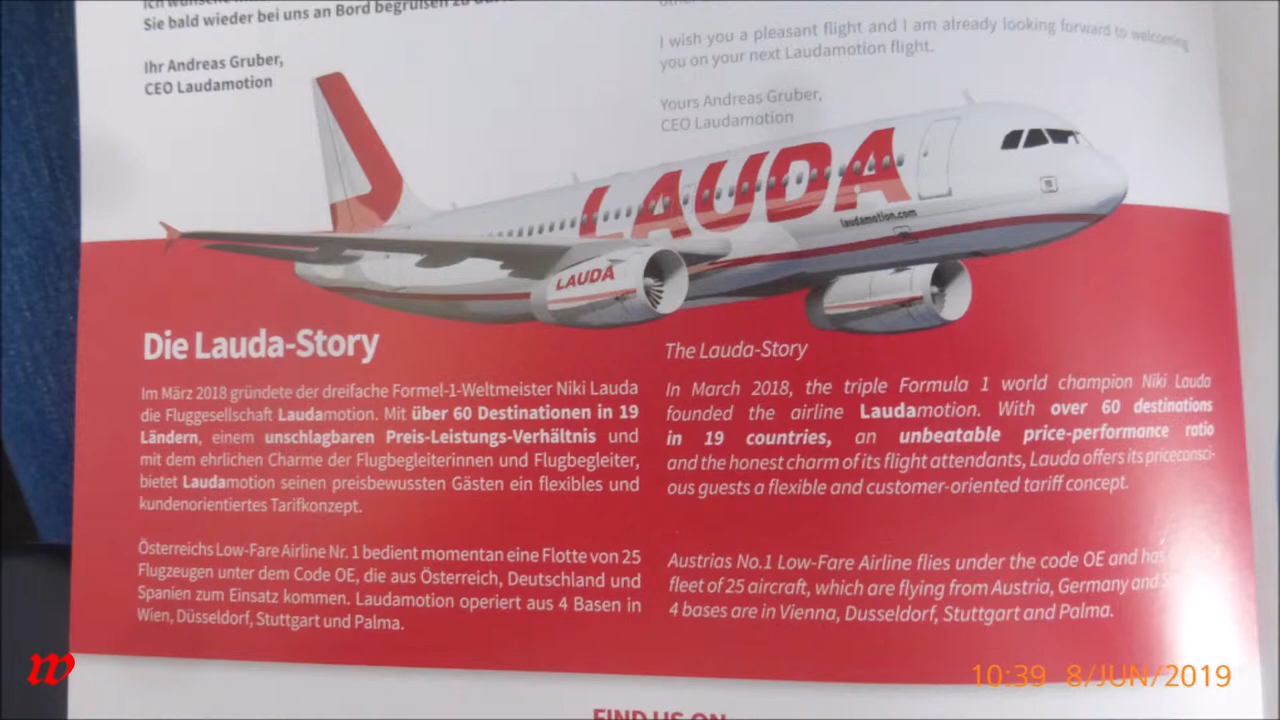 Sie bald wieder bei uns an Bord begrüßen zu
Ihr Andreas Gruber,
CEO Laudamotion
I wish you a pleasant flight and I am already looking forward to welcoming
you on your next Laudamotion flight.
Yours Andreas Gruber,
CEO Laudamotion
LAUDA
laudamotion.com
LAUDA
Die Lauda-Story
Im März 2018 gründete der dreifache Formel-1-Weltmeister Niki Lauda
die Fluggesellschaft Laudamotion. Mit über 60 Destinationen in 19
Ländern, einem unschlagbaren Preis-Leistungs-Verhältnis und
mit dem ehrlichen Charme der Flugbegleiterinnen und Flugbegleiter,
bietet Laudamotion seinen preisbewussten Gästen ein flexibles und
kundenorientiertes Tarifkonzept.
Österreichs Low-Fare Airline Nr. 1 bedient momentan eine Flotte von 25
Flugzeugen unter dem Code OE, die aus Österreich, Deutschland und
Spanien zum Einsatz kommen. Laudamotion operiert aus 4 Basen in
Wien, Düsseldorf, Stuttgart und Palma.
The Lauda-Story
In March 2018, the triple Formula 1 world champion Niki Lauda
founded the airline Laudamotion. With over 60 destinations
in 19 countries, an unbeatable price-performance ratio
and the honest charm of its flight attendants, Lauda offers its priceconsci-
ous guests a flexible and customer-oriented tariff concept.
Austrias No.1 Low-Fare Airline flies under the code OE and has
fleet of 25 aircraft, which are flying from Austria, Germany and
4 bases are in Vienna, Dusseldorf, Stuttgart and Palma.
FIND US ON
w
10:39 8/JUN/2019